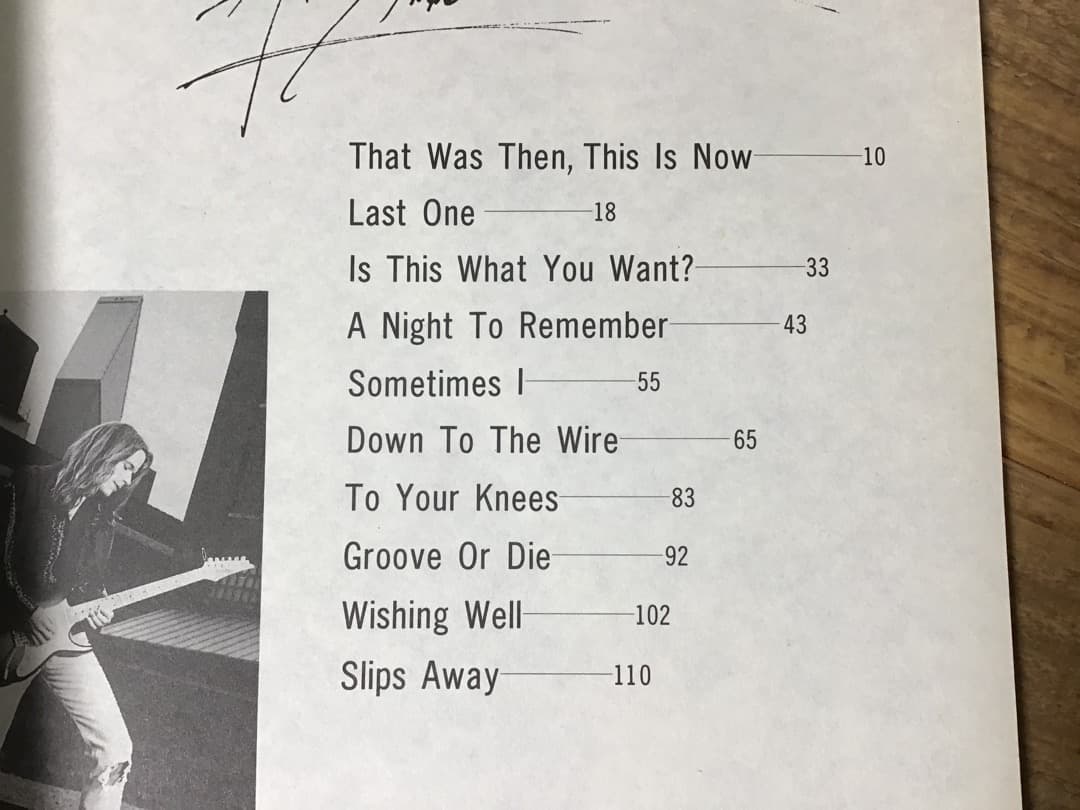 That Was Then, This Is Now 10
Last One 18
Is This What You Want? 33
A Night To Remember 43
Sometimes I 55
Down To The Wire 65
To Your Knees 83
Groove Or Die 92
Wishing Well 102
Slips Away 110